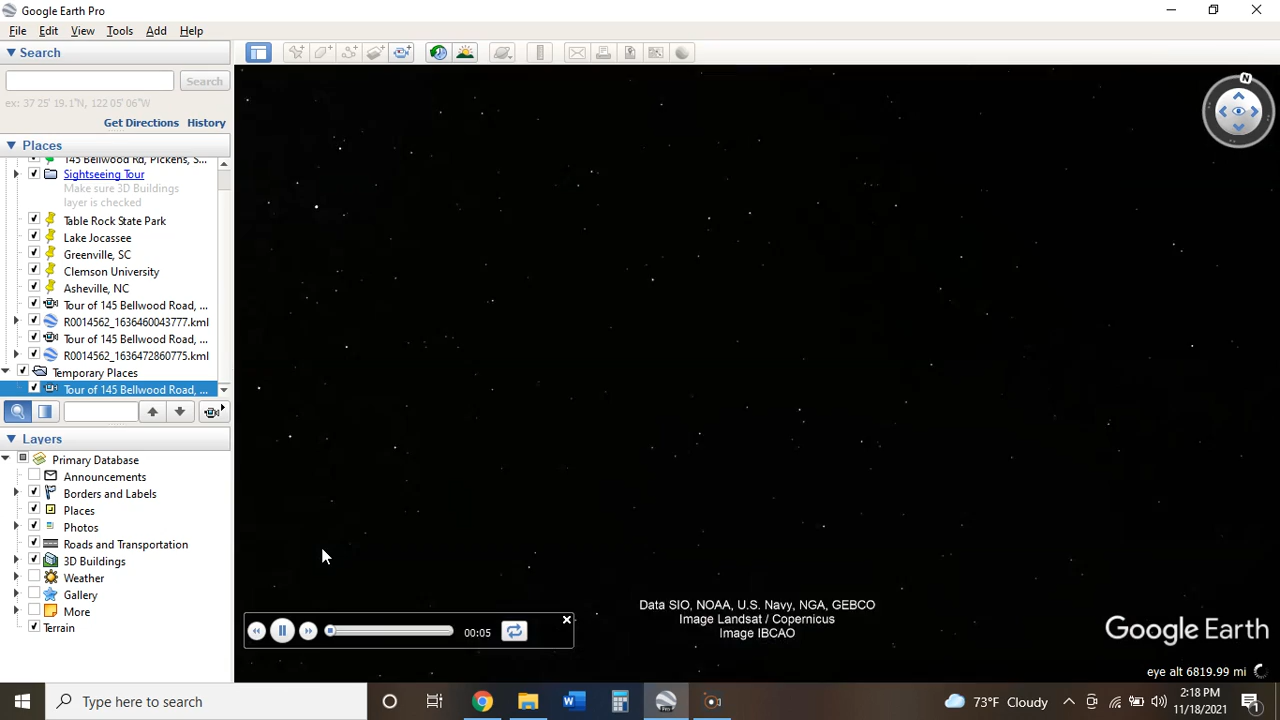 Google Earth Pro
File Edit View Tools Add Help
Search
Search
ex: 37 25' 19.1"N, 122 05' 06"W
Get Directions History
Places
145 Bellwood Rd, Pickens, S...
Sightseeing Tour
Make sure 3D Buildings
layer is checked
Table Rock State Park
Lake Jocassee
Greenville, SC
Clemson University
Asheville, NC
Tour of 145 Bellwood Road, ...
R0014562_1636460043777.kml
Tour of 145 Bellwood Road, ...
R0014562_1636472860775.kml
Temporary Places
Tour of 145 Bellwood Road, ...
Layers
Primary Database
Announcements
Borders and Labels
Places
Photos
Roads and Transportation
3D Buildings
Weather
Gallery
More
Terrain
N
00:05
Data SIO, NOAA, U.S. Navy, NGA, GEBCO
Image Landsat / Copernicus
Image IBCAO
Google Earth
eye alt 6819.99 mi
Type here to search
W
Pro
73°F Cloudy
2:18 PM
11/18/2021
1